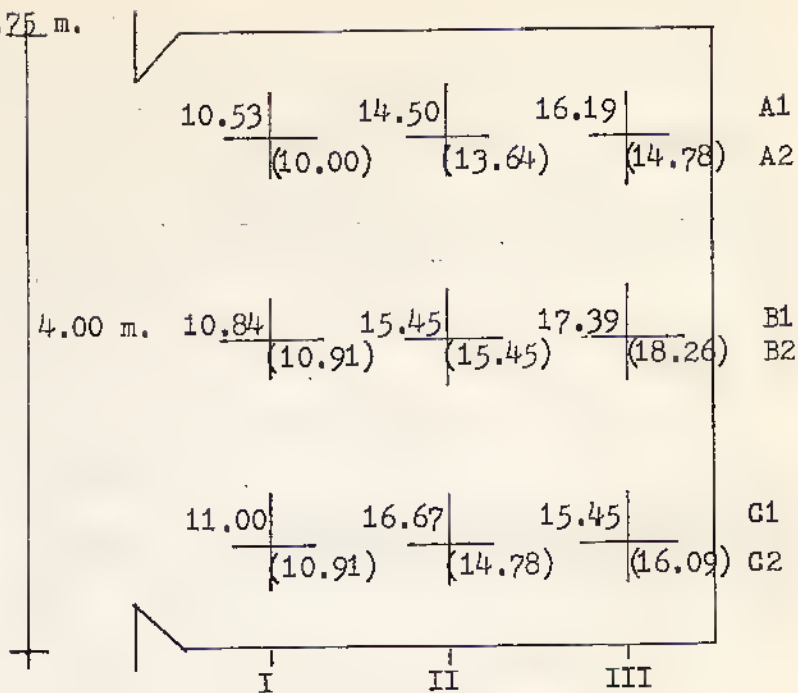 .75 m.
10.53 14.50 16.19 A1
(10.00) (13.64) (14.78) A2
4.00 m. 10.84 15.45 17.39 B1
(10.91) (15.45) (18.26) B2
11.00 16.67 15.45 C1
(10.91) (14.78) (16.09) C2
I II III